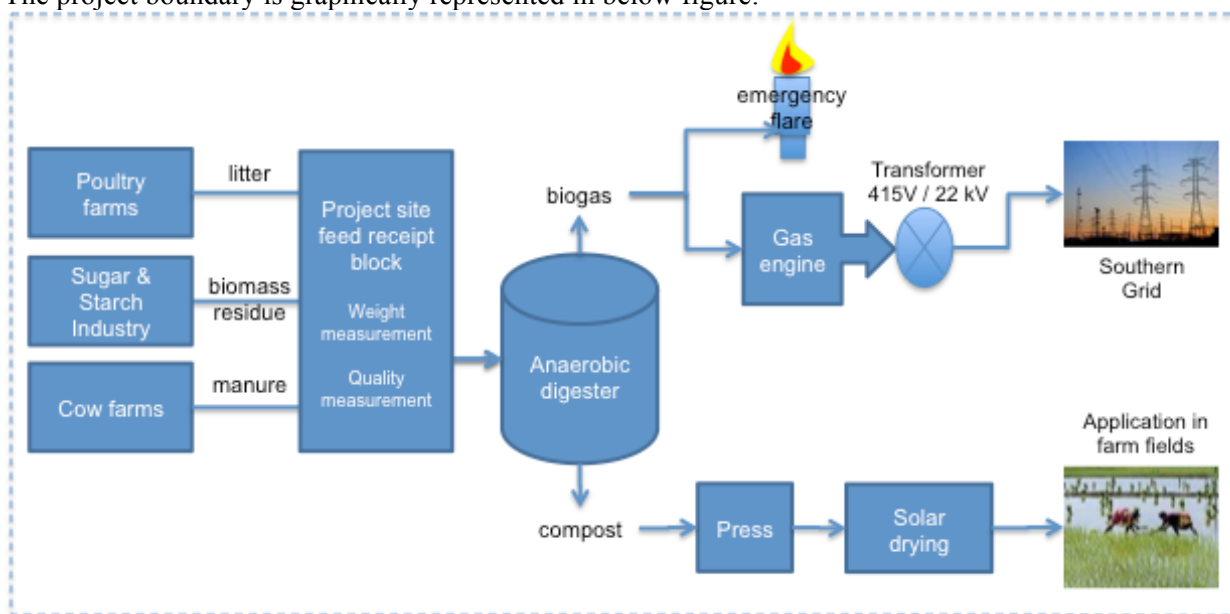 The project boundary is graphically represented in below figure.
emergency
flare
Poultry
farms
litter
Project site
feed receipt
block
Weight
measurement
Quality
measurement
Sugar &
Starch
Industry
biomass
residue
Cow farms
manure
biogas
Anaerobic
digester
Gas
engine
Transformer
415V / 22 kV
Southern
Grid
compost
Press
Solar
drying
Application in
farm fields